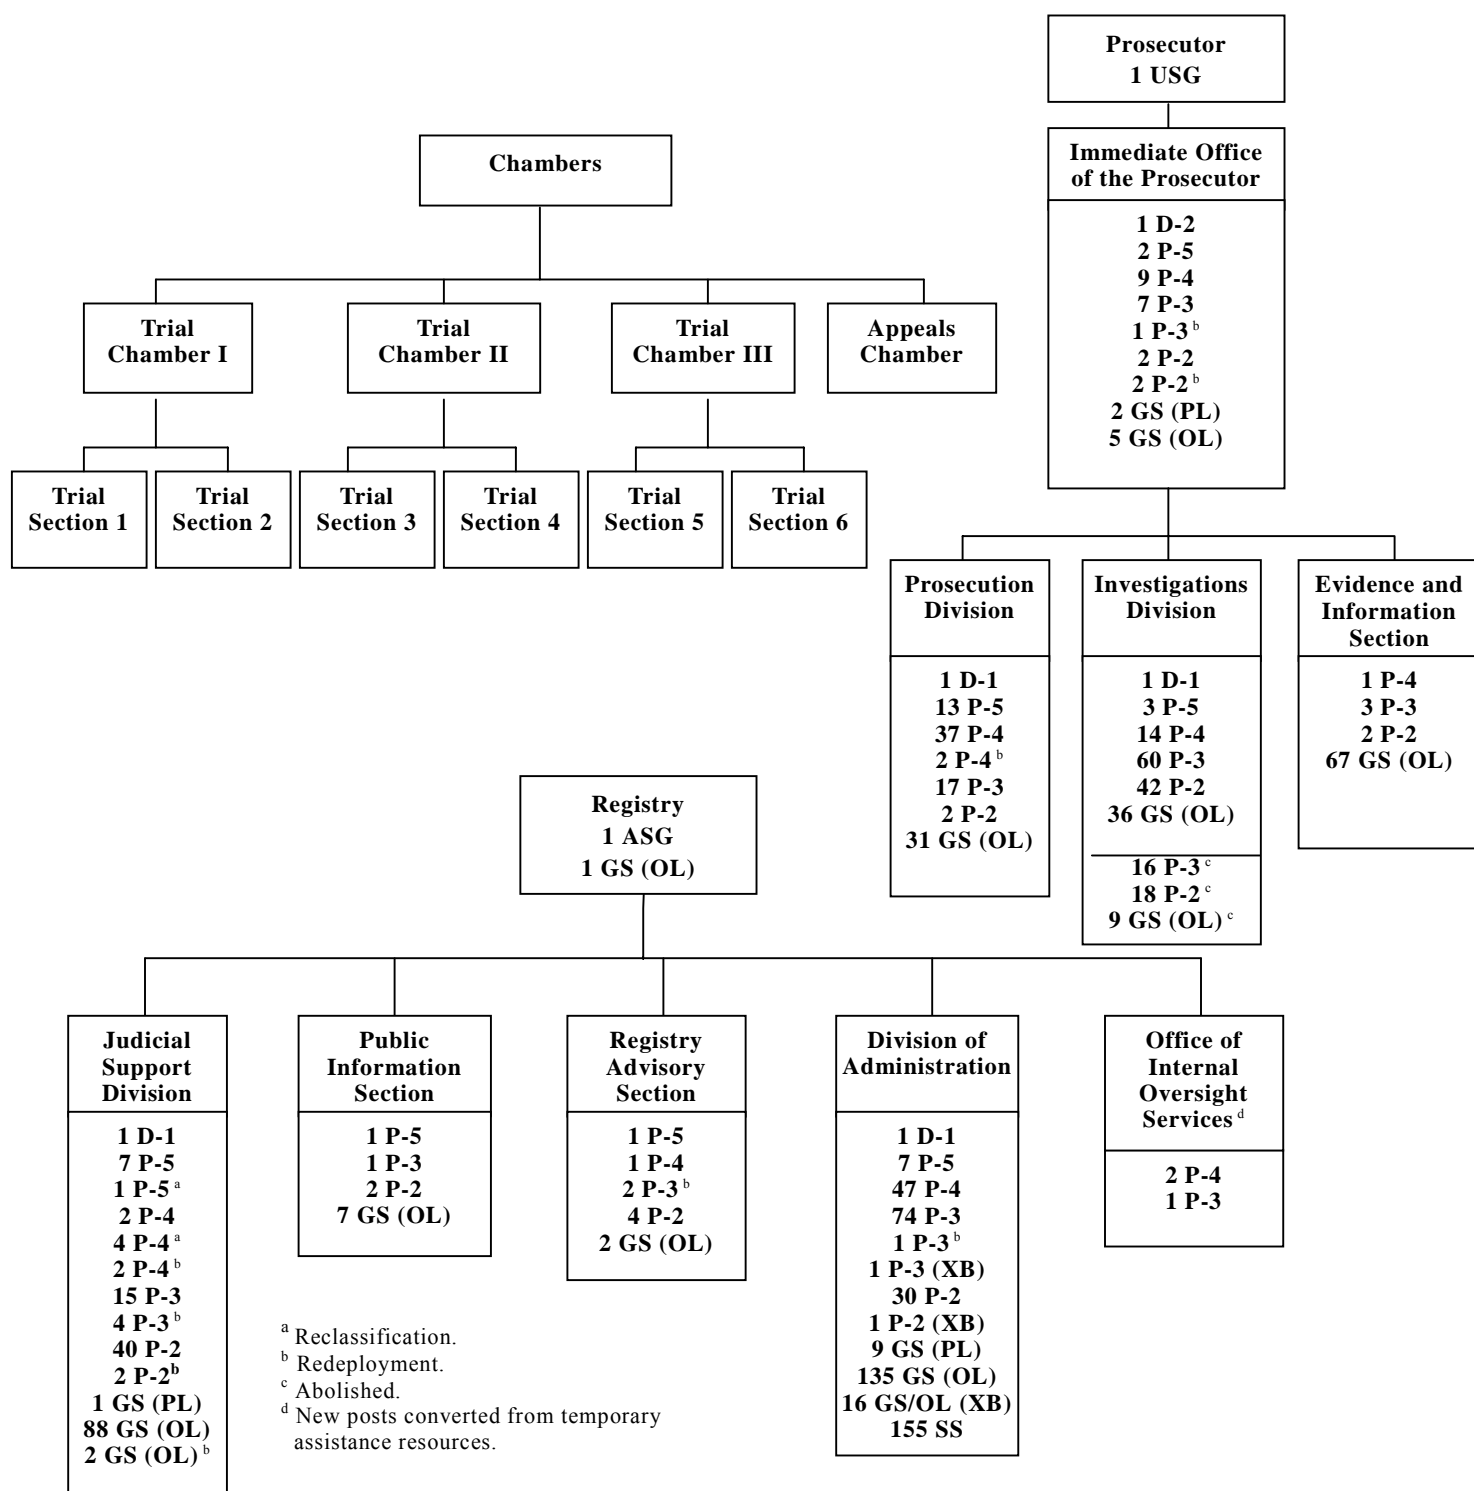 Prosecutor
1 USG
Immediate Office
of the Prosecutor
1 D-2
2 P-5
9 P-4
7 P-3
1 P-3 b
2 P-2
2 P-2 b
2 GS (PL)
5 GS (OL)
Chambers
Trial
Chamber I
Trial
Chamber II
Trial
Chamber III
Appeals
Chamber
Trial
Section 1
Trial
Section 2
Trial
Section 3
Trial
Section 4
Trial
Section 5
Trial
Section 6
Prosecution
Division
1 D-1
13 P-5
37 P-4
2 P-4 b
17 P-3
2 P-2
31 GS (OL)
Investigations
Division
1 D-1
3 P-5
14 P-4
60 P-3
42 P-2
36 GS (OL)
16 P-3 c
18 P-2 c
9 GS (OL) c
Evidence and
Information
Section
1 P-4
3 P-3
2 P-2
67 GS (OL)
Registry
1 ASG
1 GS (OL)
Judicial
Support
Division
1 D-1
7 P-5
1 P-5 a
2 P-4
4 P-4 a
2 P-4 b
15 P-3
4 P-3 b
40 P-2
2 P-2 b
1 GS (PL)
88 GS (OL)
2 GS (OL) b
Public
Information
Section
1 P-5
1 P-3
2 P-2
7 GS (OL)
Registry
Advisory
Section
1 P-5
1 P-4
2 P-3 b
4 P-2
2 GS (OL)
Division of
Administration
1 D-1
7 P-5
47 P-4
74 P-3
1 P-3 b
1 P-3 (XB)
30 P-2
1 P-2 (XB)
9 GS (PL)
135 GS (OL)
16 GS/OL (XB)
155 SS
Office of
Internal
Oversight
Services d
2 P-4
1 P-3
a Reclassification.
b Redeployment.
c Abolished.
d New posts converted from temporary
assistance resources.